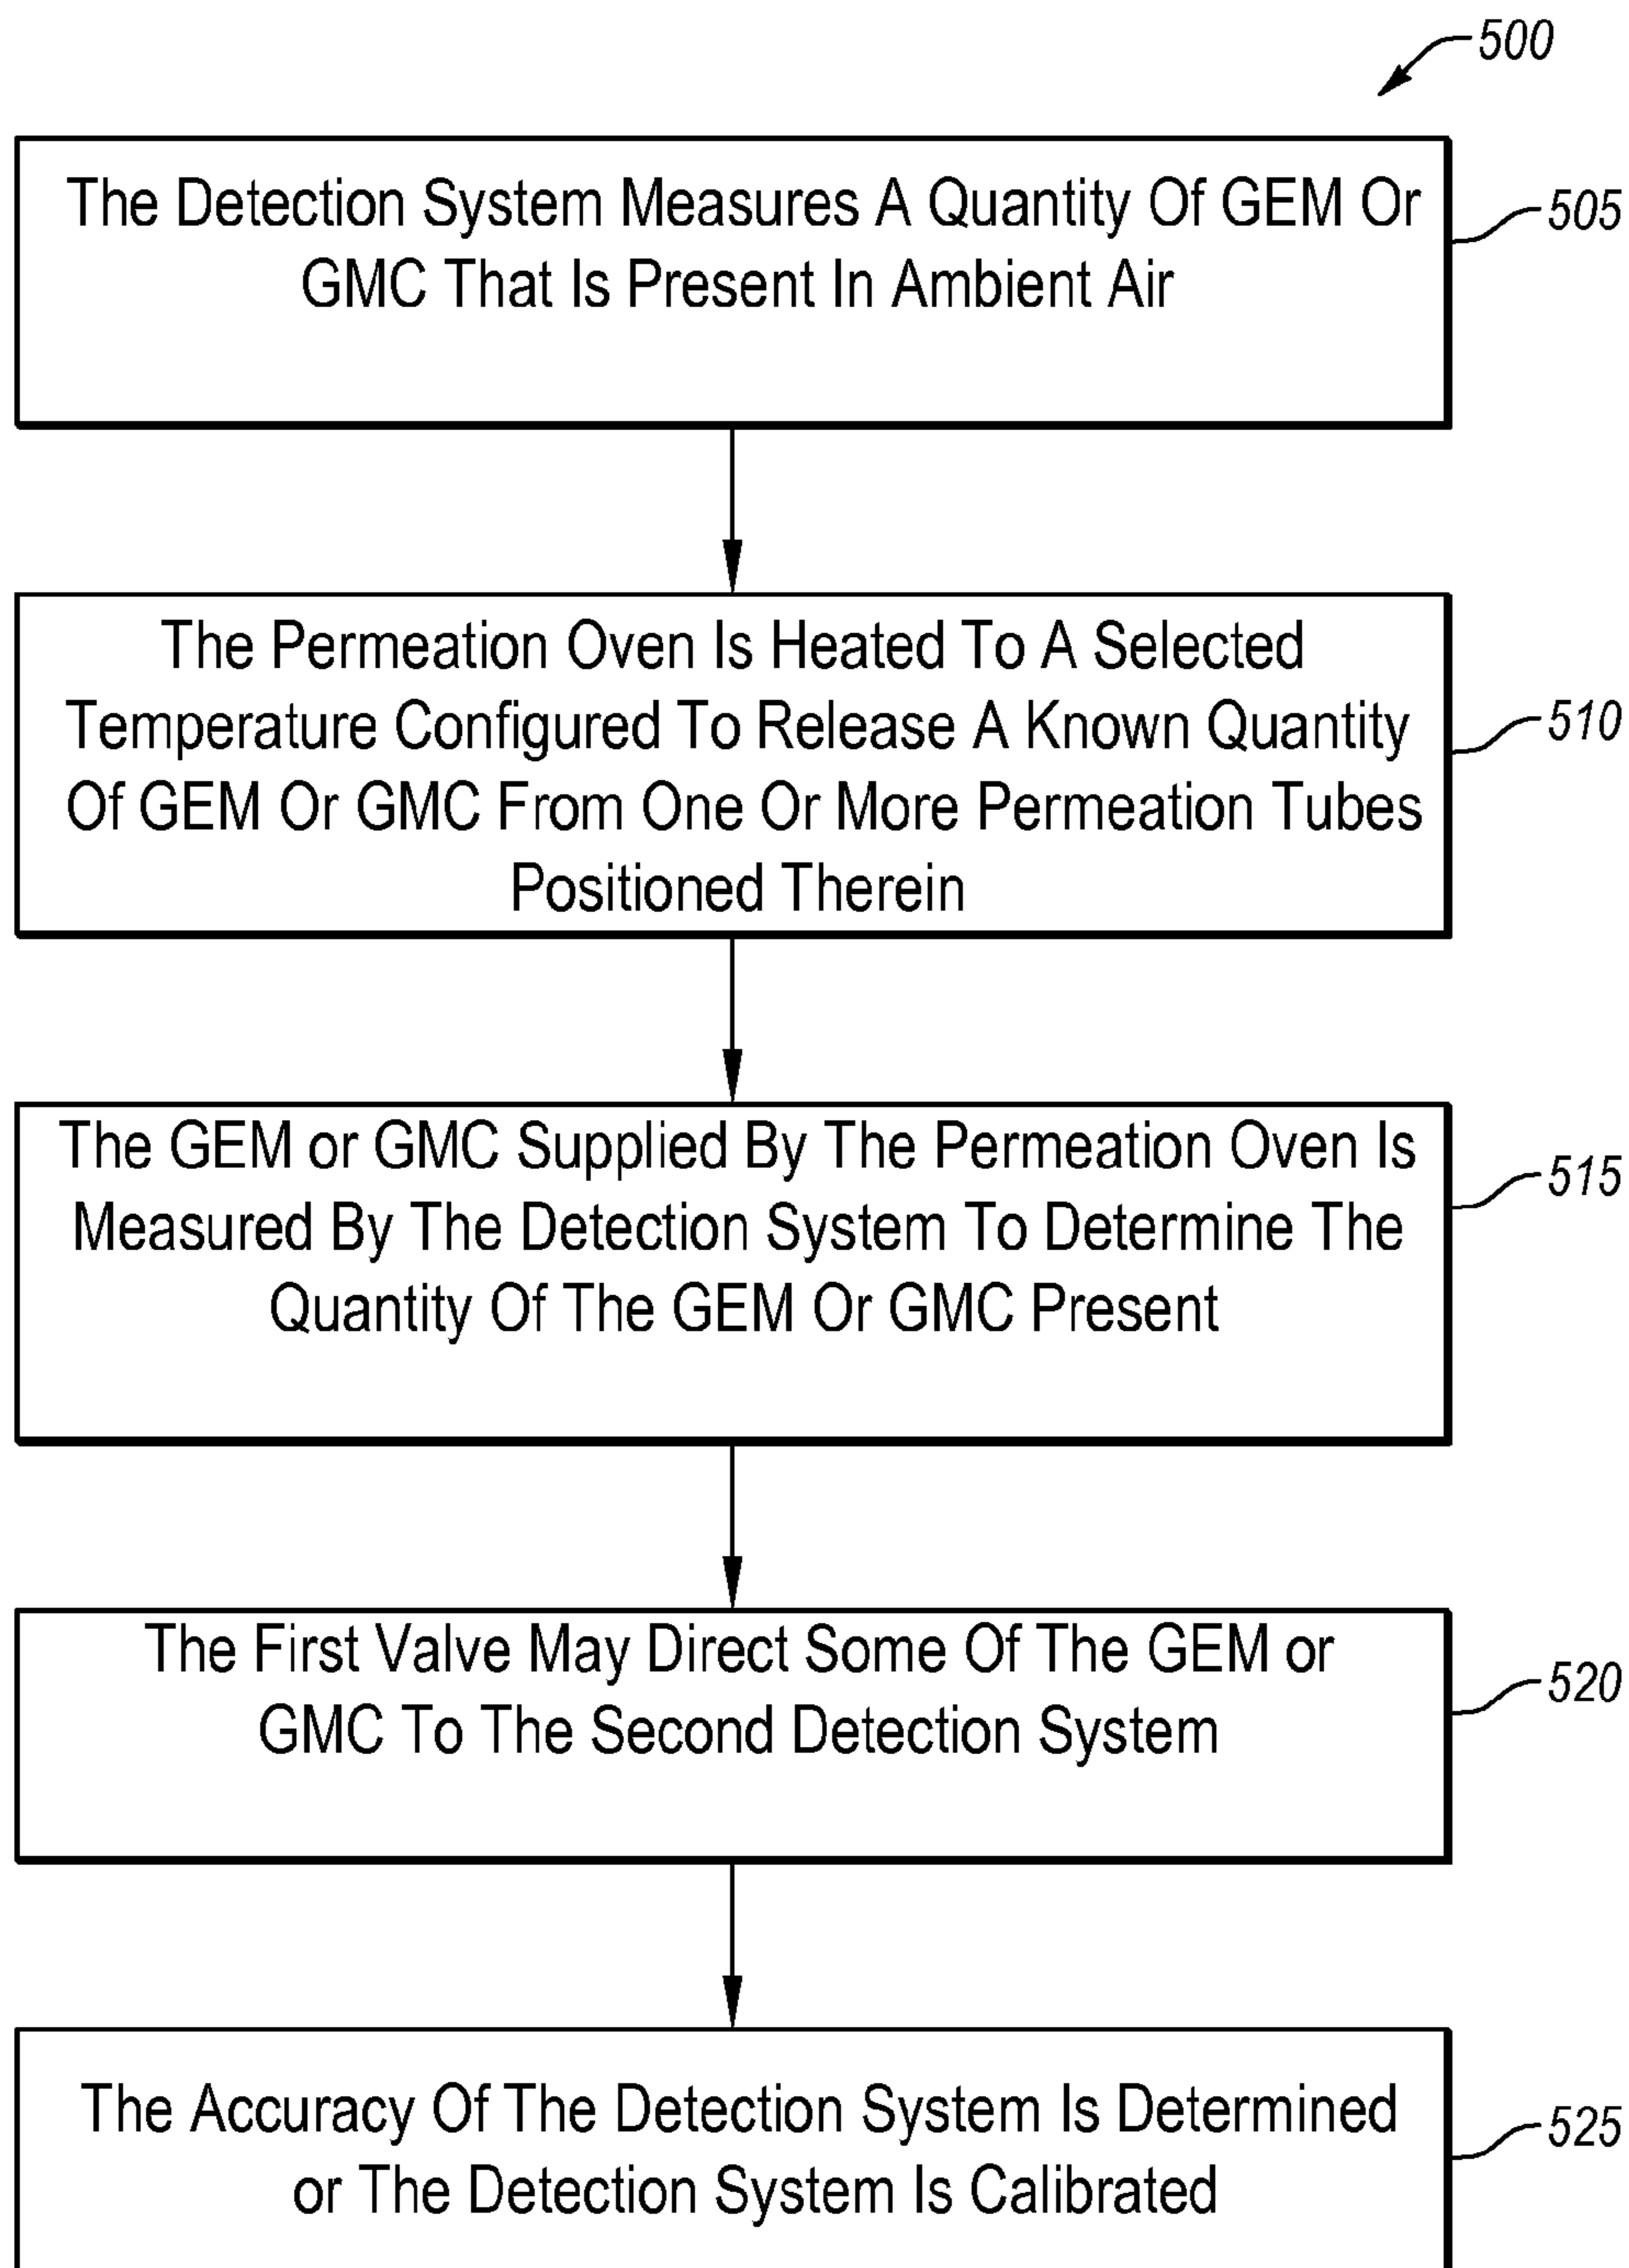 500
The Detection System Measures A Quantity Of GEM Or
GMC That Is Present In Ambient Air
505
The Permeation Oven Is Heated To A Selected
Temperature Configured To Release A Known Quantity
Of GEM Or GMC From One Or More Permeation Tubes
Positioned Therein
510
The GEM or GMC Supplied By The Permeation Oven Is
Measured By The Detection System To Determine The
Quantity Of The GEM Or GMC Present
515
The First Valve May Direct Some Of The GEM or
GMC To The Second Detection System
520
The Accuracy Of The Detection System Is Determined
or The Detection System Is Calibrated
525